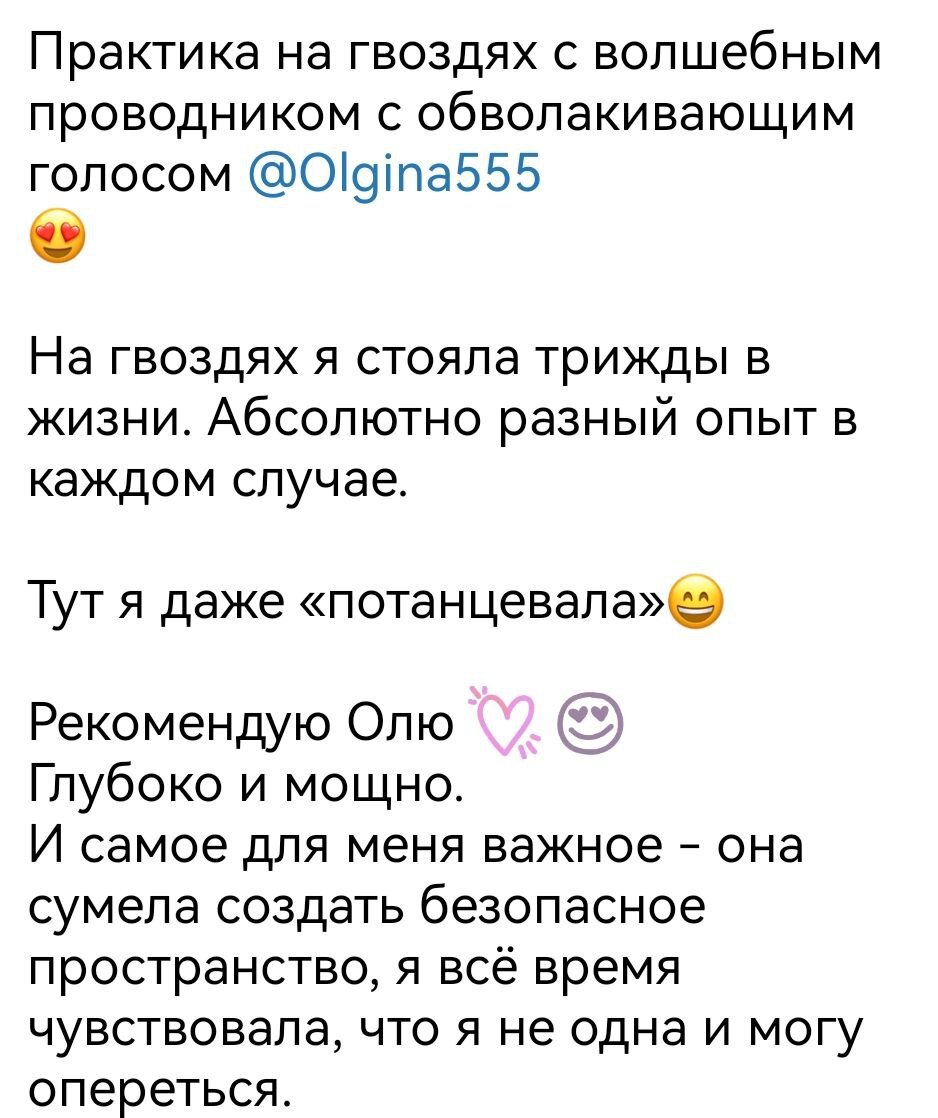 Практика на гвоздях с волшебным
проводником с обволакивающим
голосом @Olgina555
😍
На гвоздях я стояла трижды в
жизни. Абсолютно разный опыт в
каждом случае.
Тут я даже «потанцевала»😄
Рекомендую Олю 💘 😍
Глубоко и мощно.
И самое для меня важное – она
сумела создать безопасное
пространство, я всё время
чувствовала, что я не одна и могу
опереться.